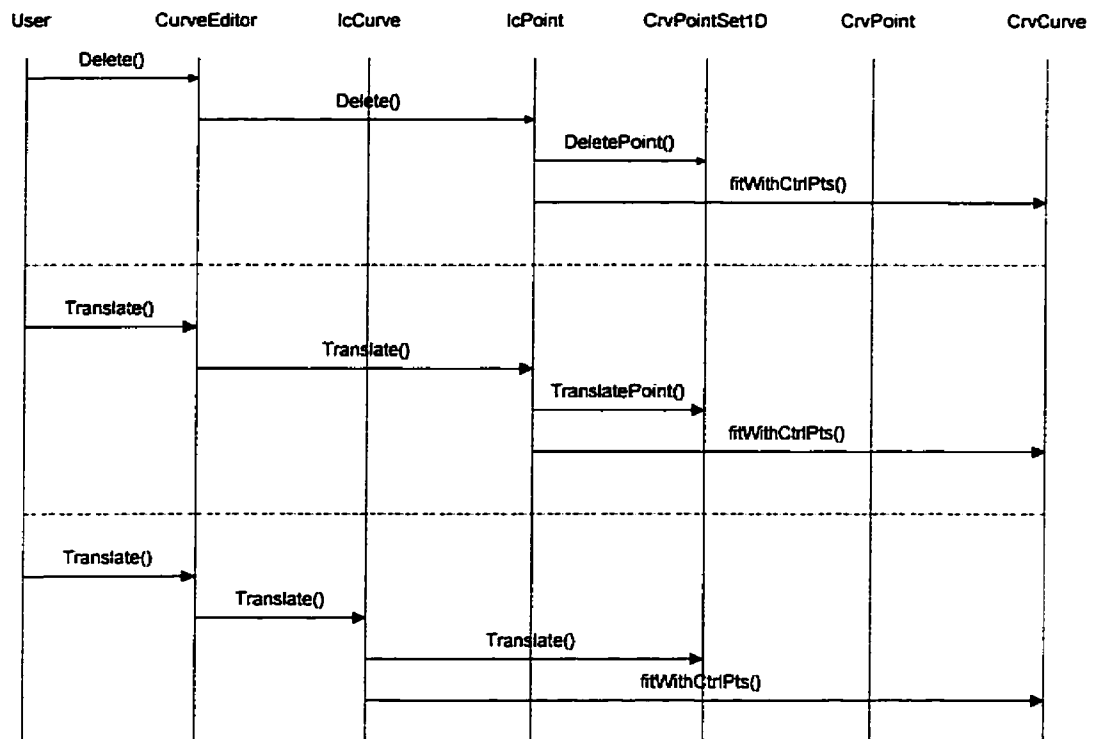 User CurveEditor IcCurve IcPoint CrvPointSet1D CrvPoint CrvCurve
Delete()
Delete()
DeletePoint()
fitWithCtrlPts()
Translate()
Translate()
TranslatePoint()
fitWithCtrlPts()
Translate()
Translate()
Translate()
fitWithCtrlPts()